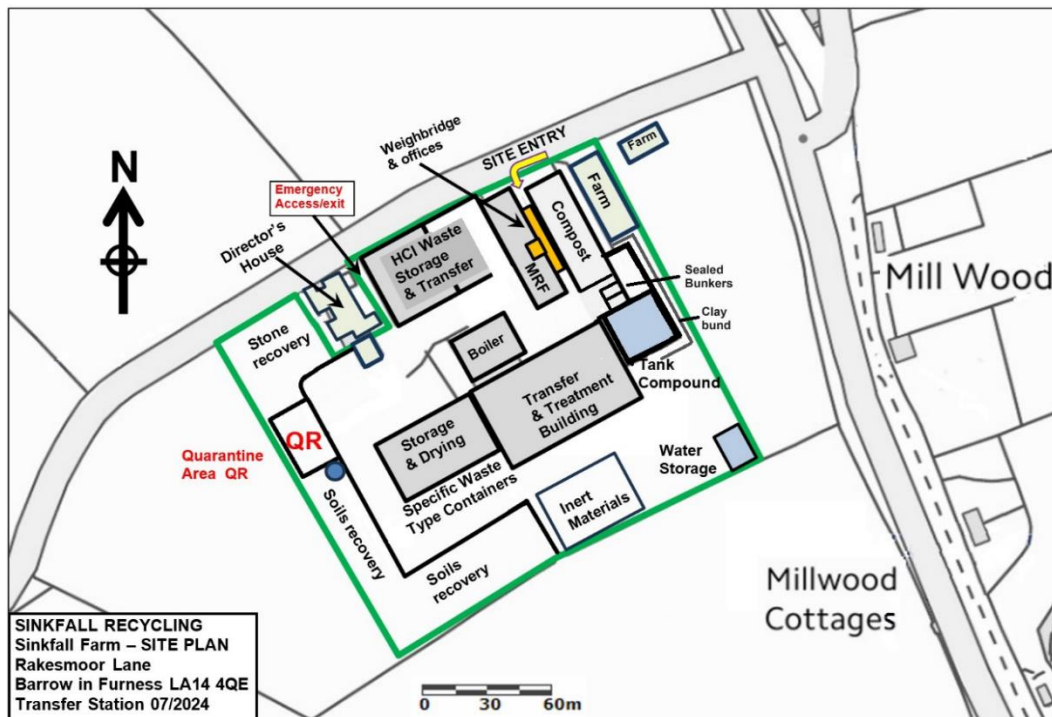 N
Weighbridge
& offices
SITE ENTRY
Farm
Farm
Emergency
Access/exit
Director's
House
HCI Waste
Storage
& Transfer
MRF
Compost
Sealed
Bunkers
Clay
bund
Mill Wood
Stone
recovery
Boiler
Tank
Compound
Transfer
& Treatment
Building
Storage
& Drying
QR
Quarantine
Area QR
Water
Storage
Specific Waste
Type Containers
Inert
Materials
Soils recovery
Soils
recovery
Millwood
Cottages
SINKFALL RECYCLING
Sinkfall Farm – SITE PLAN
Rakesmoor Lane
Barrow in Furness LA14 4QE
Transfer Station 07/2024
0 30 60m